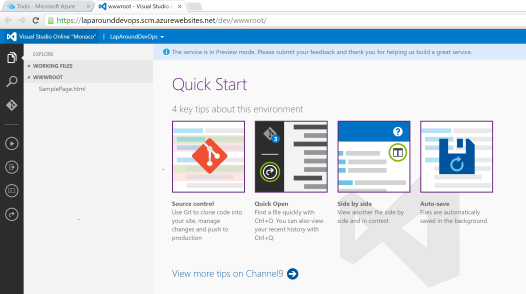 Tools - Microsoft Azure
wwwroot - Visual Studio Onli
https://laparounddevops.scm.azurewebsites.net/dev/wwwroot/
Visual Studio Online "Monaco" | LapAroundDevOps
EXPLORE
WORKING FILES
WWWROOT
SamplePage.html
The service is in Preview mode. Please submit your feedback and thank you for helping us build a great service.
Quick Start
4 key tips about this environment
3
?
Source control
Use Git to clone code into
your site, manage
changes and push to
production
Quick Open
Find a file quickly with
Ctrl+O. You can also view
your recent history with
Ctrl+Q.
Side by side
View another file side by
side and in context
Auto-save
Files are automatically
saved in the background
View more tips on Channel9